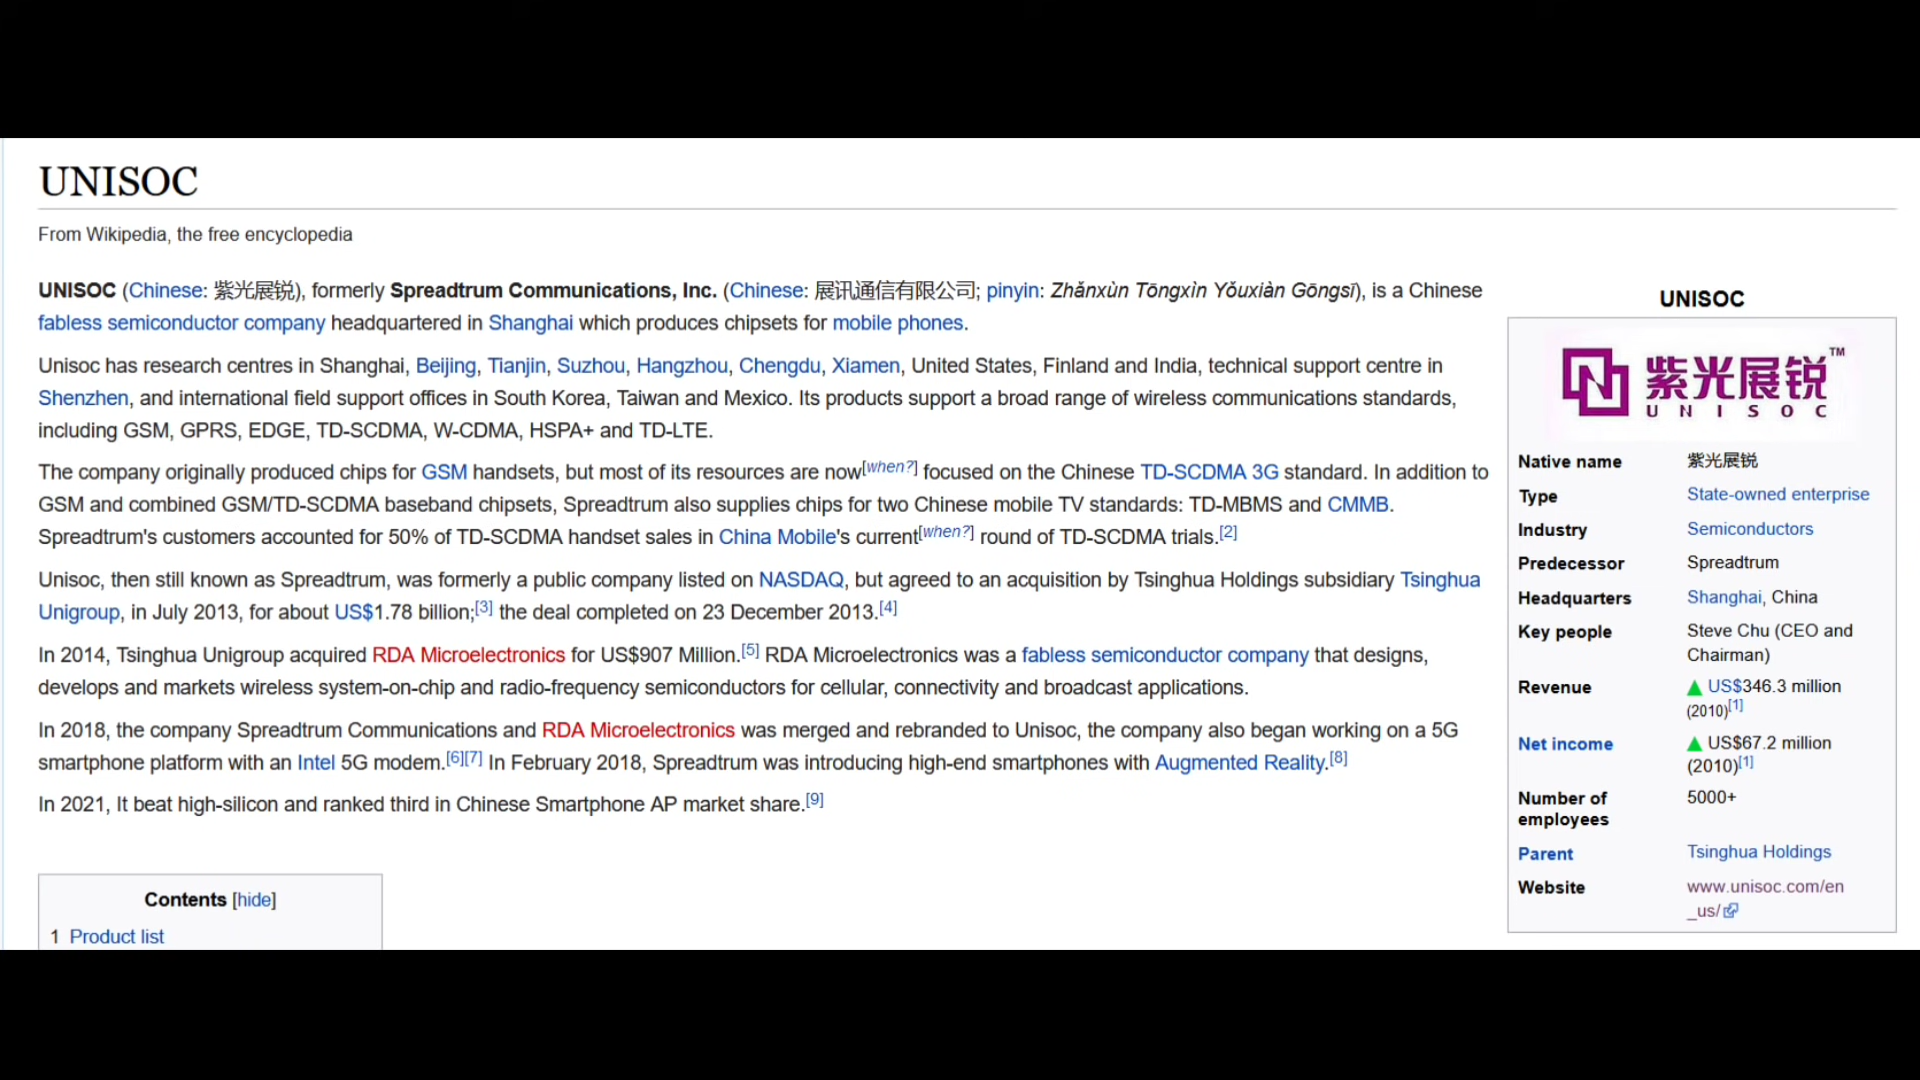 UNISOC
From Wikipedia, the free encyclopedia
UNISOC (Chinese: 紫光展锐), formerly Spreadtrum Communications, Inc. (Chinese: 展讯通信有限公司; pinyin: Zhǎnxùn Tōngxìn Yǒuxiàn Gōngsī), is a Chinese
fabless semiconductor company headquartered in Shanghai which produces chipsets for mobile phones.
Unisoc has research centres in Shanghai, Beijing, Tianjin, Suzhou, Hangzhou, Chengdu, Xiamen, United States, Finland and India, technical support centre in
Shenzhen, and international field support offices in South Korea, Taiwan and Mexico. Its products support a broad range of wireless communications standards,
including GSM, GPRS, EDGE, TD-SCDMA, W-CDMA, HSPA+ and TD-LTE.
The company originally produced chips for GSM handsets, but most of its resources are now[when?] focused on the Chinese TD-SCDMA 3G standard. In addition to
GSM and combined GSM/TD-SCDMA baseband chipsets, Spreadtrum also supplies chips for two Chinese mobile TV standards: TD-MBMS and CMMB.
Spreadtrum's customers accounted for 50% of TD-SCDMA handset sales in China Mobile's current[when?] round of TD-SCDMA trials.[2]
Unisoc, then still known as Spreadtrum, was formerly a public company listed on NASDAQ, but agreed to an acquisition by Tsinghua Holdings subsidiary Tsinghua
Unigroup, in July 2013, for about US$1.78 billion;[3] the deal completed on 23 December 2013.[4]
In 2014, Tsinghua Unigroup acquired RDA Microelectronics for US$907 Million.[5] RDA Microelectronics was a fabless semiconductor company that designs,
develops and markets wireless system-on-chip and radio-frequency semiconductors for cellular, connectivity and broadcast applications.
In 2018, the company Spreadtrum Communications and RDA Microelectronics was merged and rebranded to Unisoc, the company also began working on a 5G
smartphone platform with an Intel 5G modem.[6][7] In February 2018, Spreadtrum was introducing high-end smartphones with Augmented Reality.[8]
In 2021, It beat high-silicon and ranked third in Chinese Smartphone AP market share.[9]
Contents [hide]
1 Product list
UNISOC
紫光展锐™
UNISOC
Native name 紫光展锐
Type State-owned enterprise
Industry Semiconductors
Predecessor Spreadtrum
Headquarters Shanghai, China
Key people Steve Chu (CEO and
Chairman)
Revenue ▲ US$346.3 million
(2010)[1]
Net income ▲ US$67.2 million
(2010)[1]
Number of 5000+
employees
Parent Tsinghua Holdings
Website www.unisoc.com/en
_us/